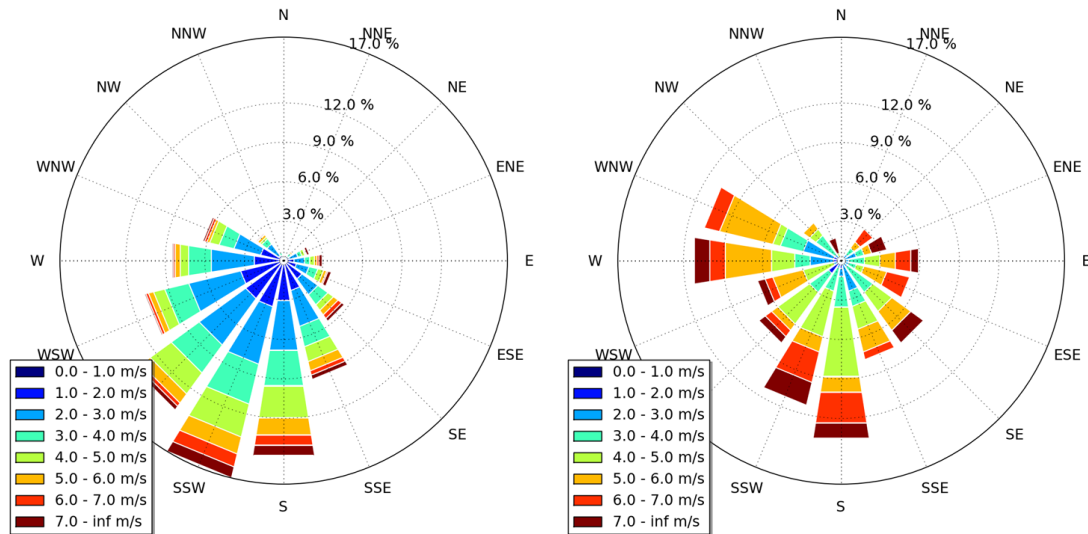 N
NNE
17.0 %
NNW
NE
NW
12.0 %
9.0 %
ENE
WNW
6.0 %
3.0 %
W
E
WSW
ESE
SE
SSW
SSE
S
0.0 - 1.0 m/s
1.0 - 2.0 m/s
2.0 - 3.0 m/s
3.0 - 4.0 m/s
4.0 - 5.0 m/s
5.0 - 6.0 m/s
6.0 - 7.0 m/s
7.0 - inf m/s
N
NNE
17.0 %
NNW
NE
NW
12.0 %
9.0 %
ENE
WNW
6.0 %
3.0 %
W
E
WSW
ESE
SE
SSW
SSE
S
0.0 - 1.0 m/s
1.0 - 2.0 m/s
2.0 - 3.0 m/s
3.0 - 4.0 m/s
4.0 - 5.0 m/s
5.0 - 6.0 m/s
6.0 - 7.0 m/s
7.0 - inf m/s